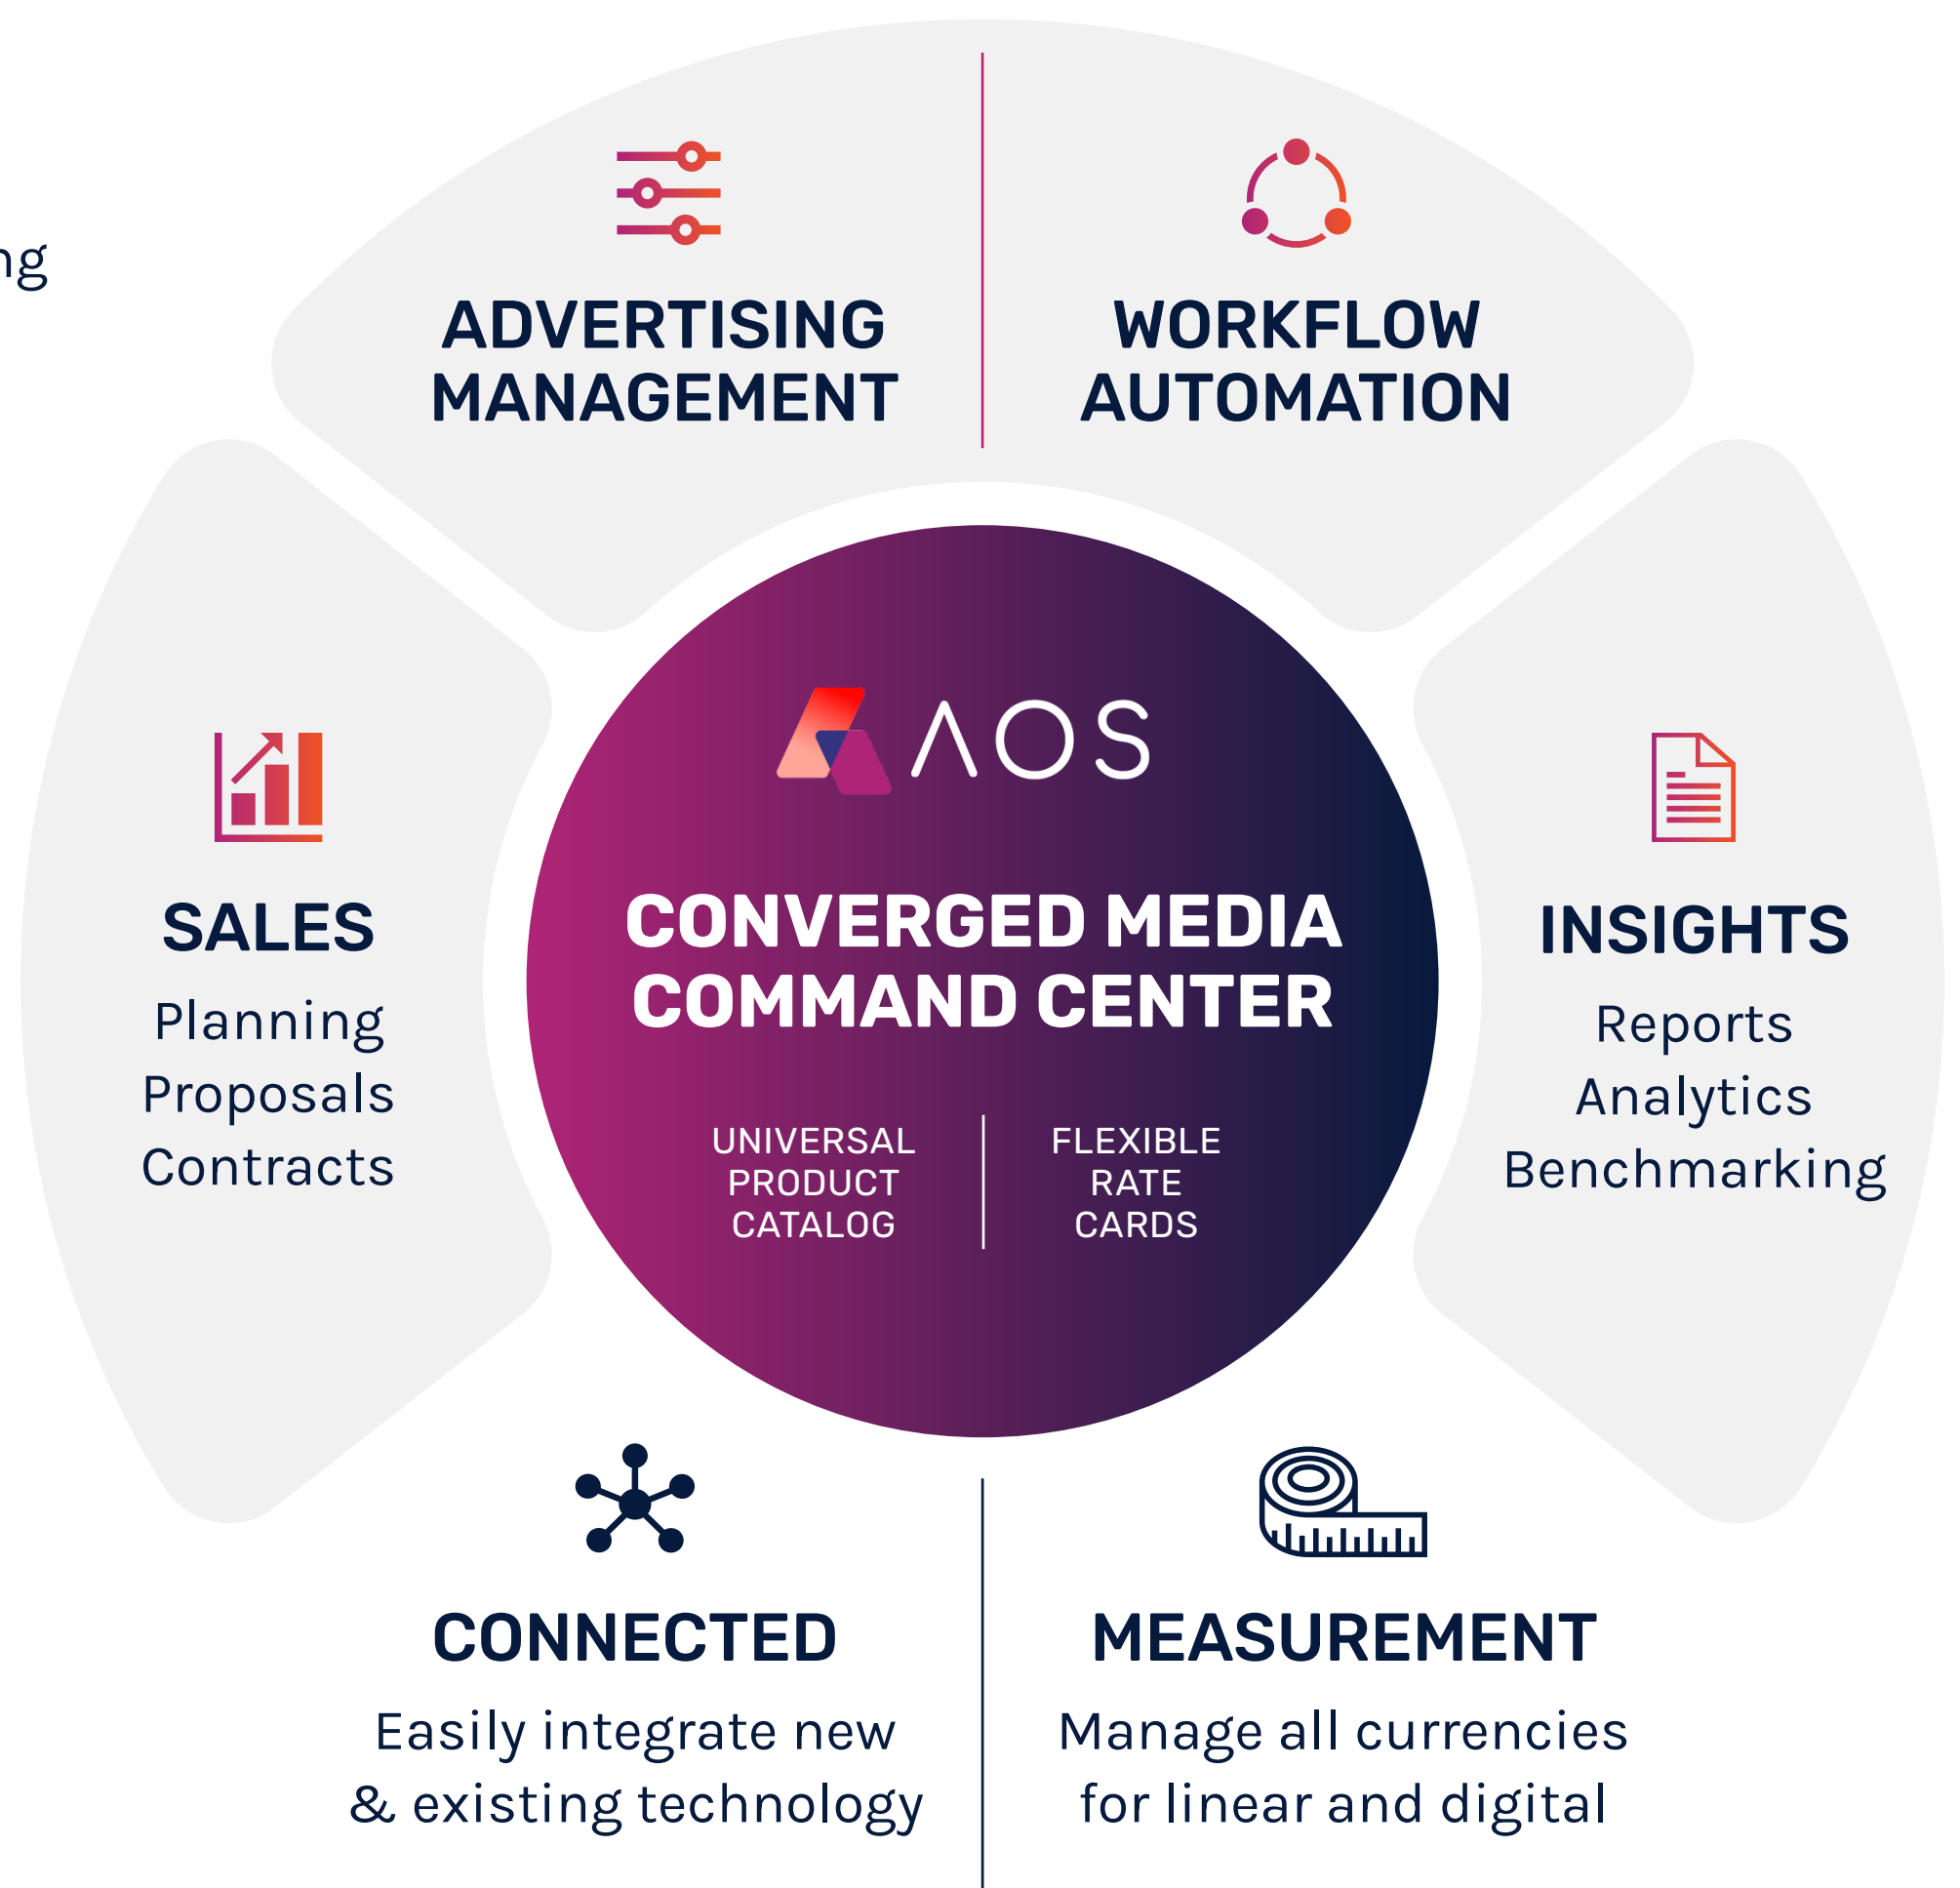 ADVERTISING
MANAGEMENT
WORKFLOW
AUTOMATION
AOS
CONVERGED MEDIA
COMMAND CENTER
UNIVERSAL
PRODUCT
CATALOG
FLEXIBLE
RATE
CARDS
SALES
Planning
Proposals
Contracts
INSIGHTS
Reports
Analytics
Benchmarking
CONNECTED
Easily integrate new
& existing technology
MEASUREMENT
Manage all currencies
for linear and digital